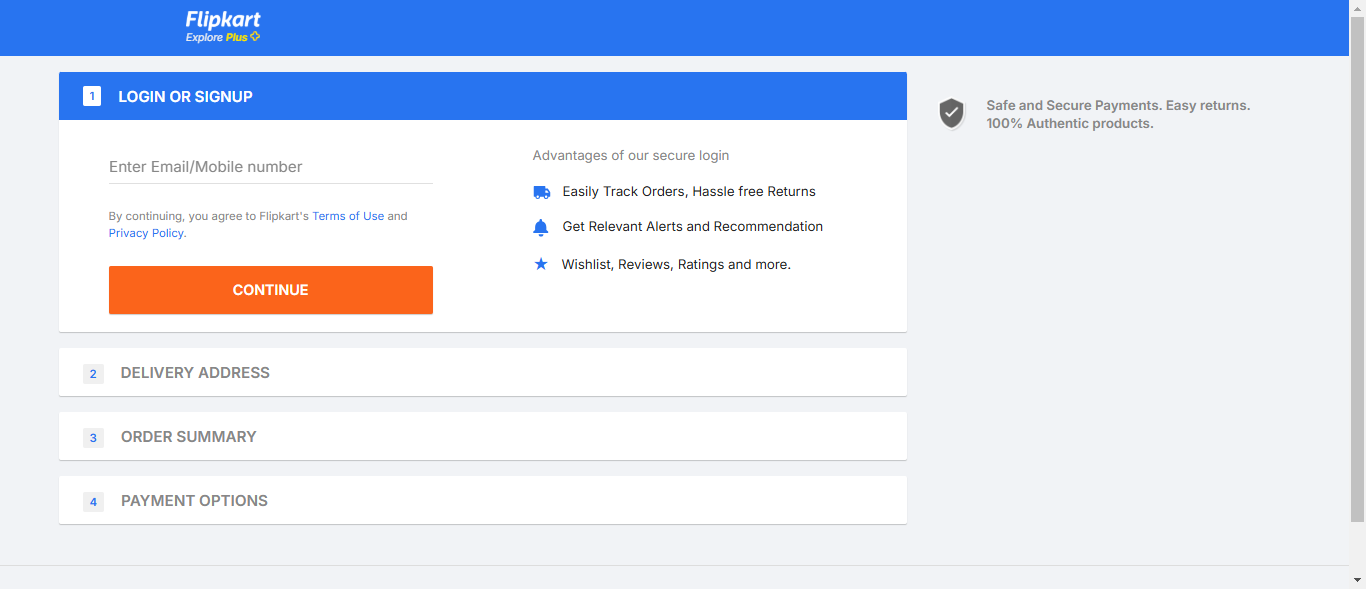 Flipkart
Explore Plus
1 LOGIN OR SIGNUP
Enter Email/Mobile number
By continuing, you agree to Flipkart's Terms of Use and
Privacy Policy.
CONTINUE
Advantages of our secure login
Easily Track Orders, Hassle free Returns
Get Relevant Alerts and Recommendation
Wishlist, Reviews, Ratings and more.
Safe and Secure Payments. Easy returns.
100% Authentic products.
2 DELIVERY ADDRESS
3 ORDER SUMMARY
4 PAYMENT OPTIONS